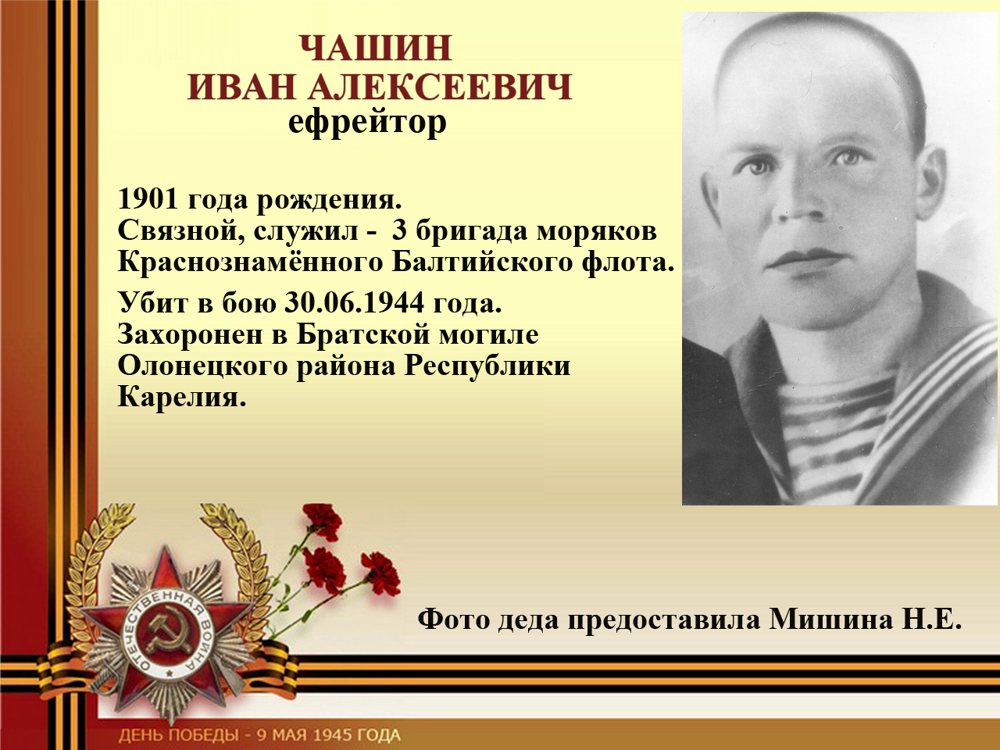 ЧАШИН
ИВАН АЛЕКСЕЕВИЧ
ефрейтор
1901 года рождения.
Связной, служил - 3 бригада моряков
Краснознамённого Балтийского флота.
Убит в бою 30.06.1944 года.
Захоронен в Братской могиле
Олонецкого района Республики
Карелия.
Фото деда предоставила Мишина Н.Е.
ОТЕЧЕСТВЕННАЯ ВОЙНА
ДЕНЬ ПОБЕДЫ - 9 МАЯ 1945 ГОДА